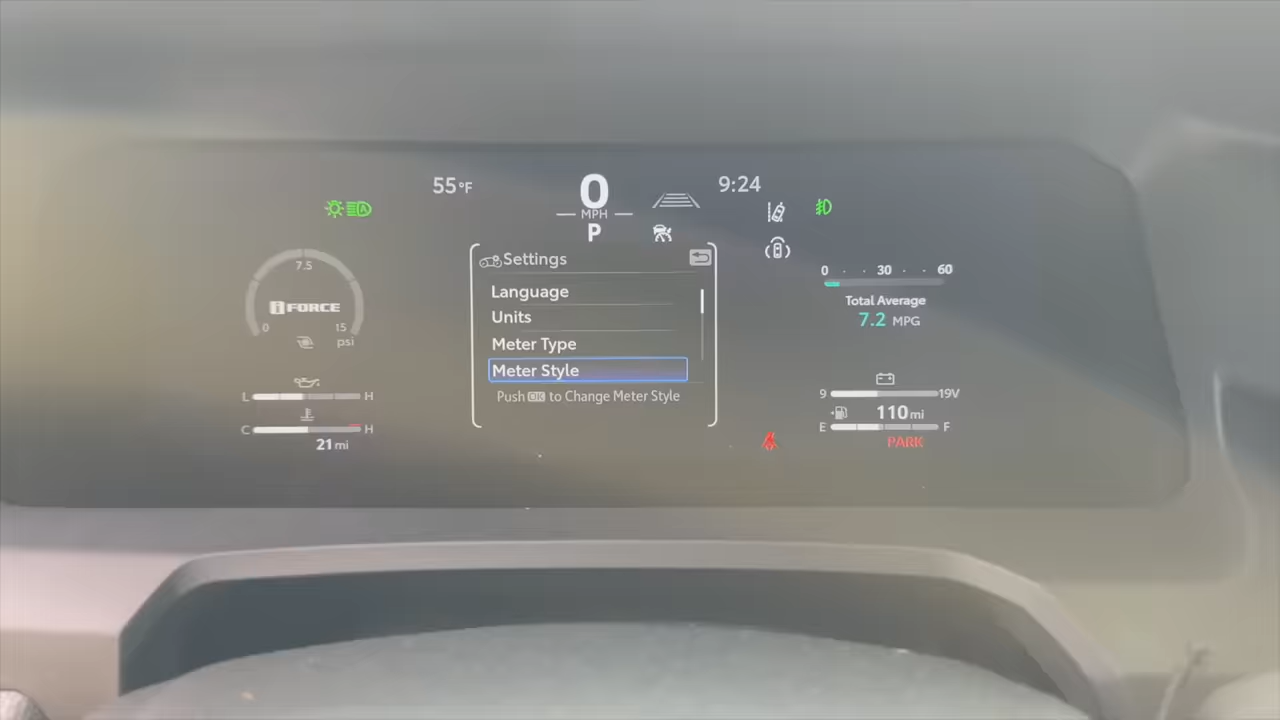 55°F
0
MPH
P
9:24
7.5
i FORCE
0 15
psi
L H
C H
21 mi
Settings
Language
Units
Meter Type
Meter Style
Push OK to Change Meter Style
A
0 30 60
Total Average
7.2 MPG
9 19V
110 mi
E F
PARK